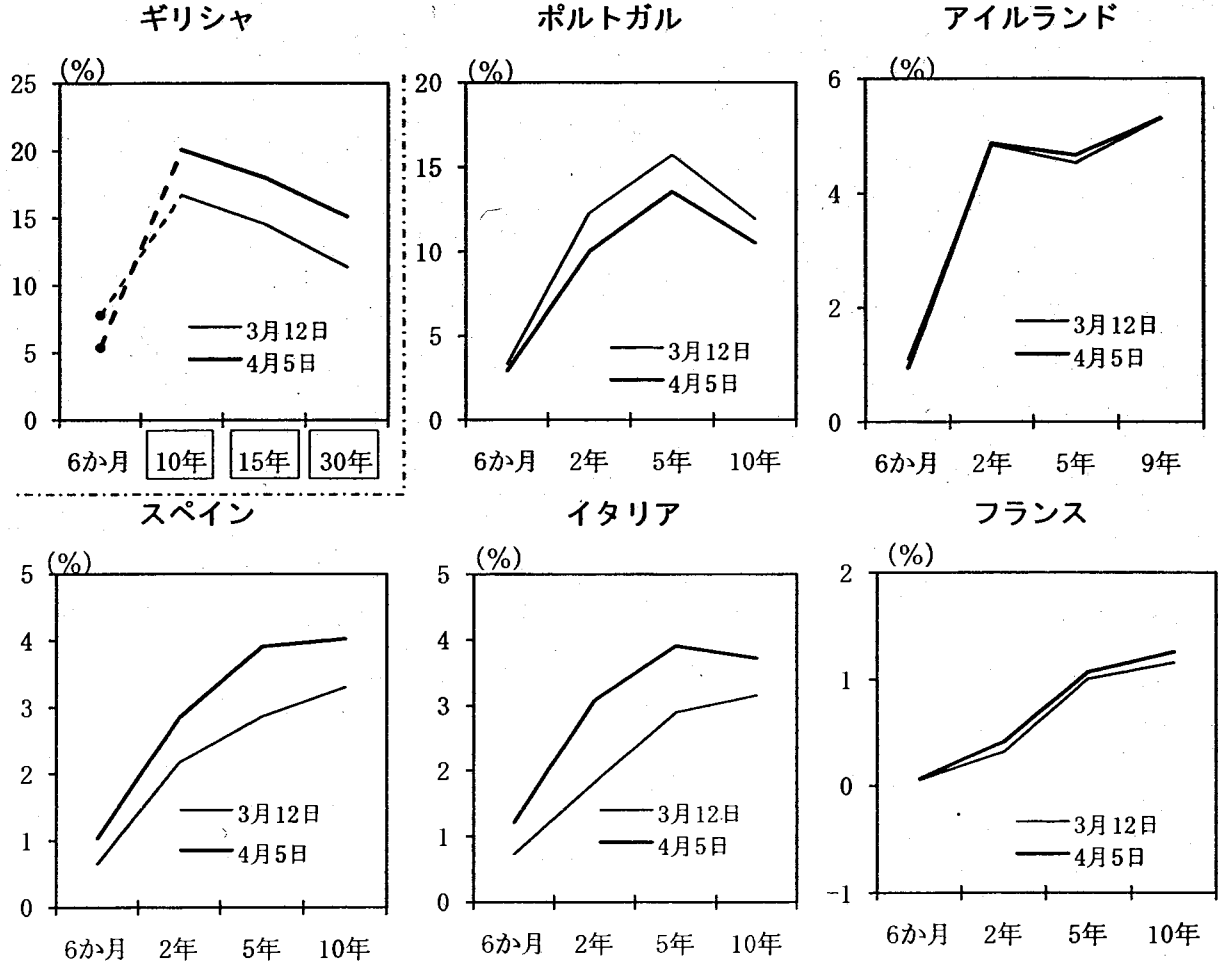 ギリシャ
(%)
25
20
15
10
5
0
3月12日
4月5日
6か月 10年 15年 30年
ポルトガル
(%)
20
15
10
5
0
3月12日
4月5日
6か月 2年 5年 10年
アイルランド
(%)
6
4
2
0
3月12日
4月5日
6か月 2年 5年 9年
スペイン
(%)
5
4
3
2
1
0
3月12日
4月5日
6か月 2年 5年 10年
イタリア
(%)
5
4
3
2
1
0
3月12日
4月5日
6か月 2年 5年 10年
フランス
(%)
2
1
0
-1
3月12日
4月5日
6か月 2年 5年 10年